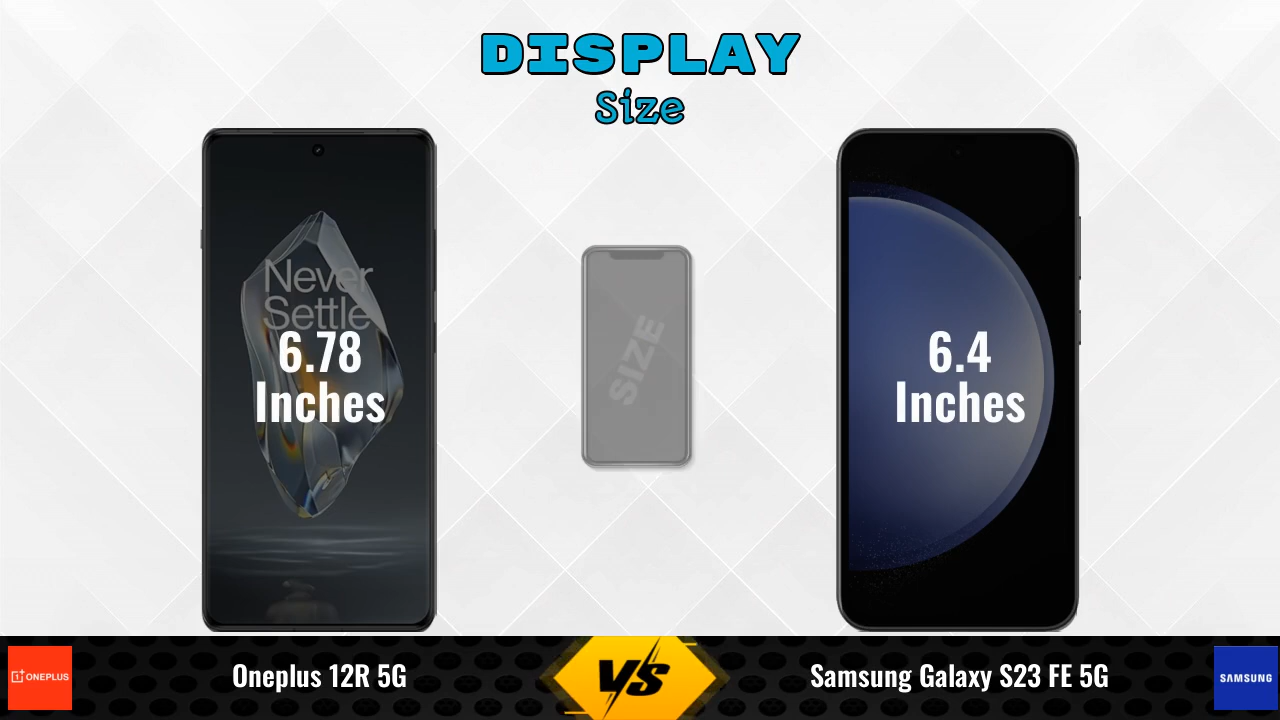 DISPLAY
Size
Never
Settle
6.78
Inches
SIZE
6.4
Inches
1+ ONEPLUS
Oneplus 12R 5G
VS
Samsung Galaxy S23 FE 5G
SAMSUNG